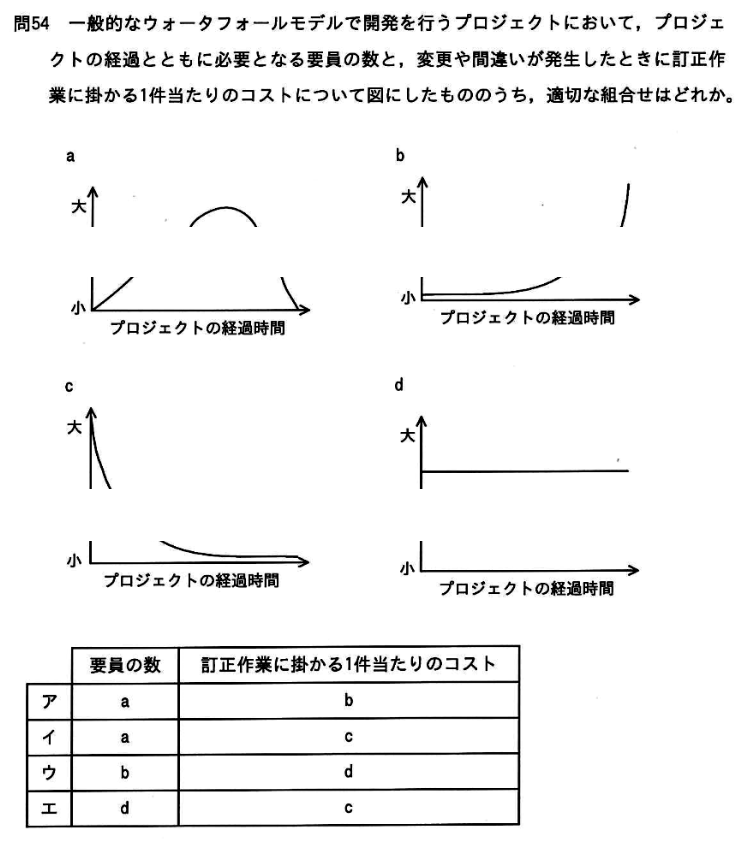 問54 一般的なウォータフォールモデルで開発を行うプロジェクトにおいて，プロジェ
クトの経過とともに必要となる要員の数と，変更や間違いが発生したときに訂正作
業に掛かる1件当たりのコストについて図にしたもののうち，適切な組合せはどれか。
a
大
小
プロジェクトの経過時間
b
大
小
プロジェクトの経過時間
c
大
小
プロジェクトの経過時間
d
大
小
プロジェクトの経過時間
要員の数 訂正作業に掛かる1件当たりのコスト
ア a b
イ a c
ウ b d
エ d c